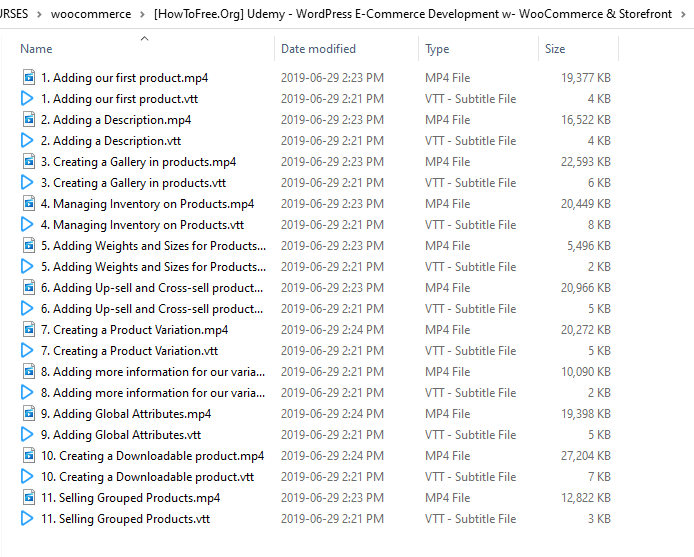 URSES > woocommerce > [HowToFree.Org] Udemy - WordPress E-Commerce Development w- WooCommerce & Storefront >
Name Date modified Type Size
1. Adding our first product.mp4 2019-06-29 2:23 PM MP4 File 19,377 KB
1. Adding our first product.vtt 2019-06-29 2:21 PM VTT - Subtitle File 4 KB
2. Adding a Description.mp4 2019-06-29 2:23 PM MP4 File 16,522 KB
2. Adding a Description.vtt 2019-06-29 2:21 PM VTT - Subtitle File 4 KB
3. Creating a Gallery in products.mp4 2019-06-29 2:23 PM MP4 File 22,593 KB
3. Creating a Gallery in products.vtt 2019-06-29 2:21 PM VTT - Subtitle File 6 KB
4. Managing Inventory on Products.mp4 2019-06-29 2:23 PM MP4 File 20,449 KB
4. Managing Inventory on Products.vtt 2019-06-29 2:21 PM VTT - Subtitle File 8 KB
5. Adding Weights and Sizes for Products... 2019-06-29 2:23 PM MP4 File 5,496 KB
5. Adding Weights and Sizes for Products... 2019-06-29 2:21 PM VTT - Subtitle File 2 KB
6. Adding Up-sell and Cross-sell product... 2019-06-29 2:23 PM MP4 File 20,966 KB
6. Adding Up-sell and Cross-sell product... 2019-06-29 2:21 PM VTT - Subtitle File 5 KB
7. Creating a Product Variation.mp4 2019-06-29 2:24 PM MP4 File 20,272 KB
7. Creating a Product Variation.vtt 2019-06-29 2:21 PM VTT - Subtitle File 5 KB
8. Adding more information for our varia... 2019-06-29 2:24 PM MP4 File 10,090 KB
8. Adding more information for our varia... 2019-06-29 2:21 PM VTT - Subtitle File 2 KB
9. Adding Global Attributes.mp4 2019-06-29 2:24 PM MP4 File 19,398 KB
9. Adding Global Attributes.vtt 2019-06-29 2:21 PM VTT - Subtitle File 5 KB
10. Creating a Downloadable product.mp4 2019-06-29 2:24 PM MP4 File 27,204 KB
10. Creating a Downloadable product.vtt 2019-06-29 2:21 PM VTT - Subtitle File 7 KB
11. Selling Grouped Products.mp4 2019-06-29 2:23 PM MP4 File 12,822 KB
11. Selling Grouped Products.vtt 2019-06-29 2:21 PM VTT - Subtitle File 3 KB